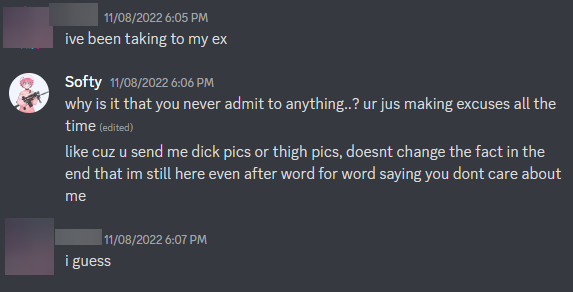 11/08/2022 6:05 PM
ive been taking to my ex
Softy 11/08/2022 6:06 PM
why is it that you never admit to anything..? ur jus making excuses all the
time (edited)
like cuz u send me dick pics or thigh pics, doesnt change the fact in the
end that im still here even after word for word saying you dont care about
me
11/08/2022 6:07 PM
i guess